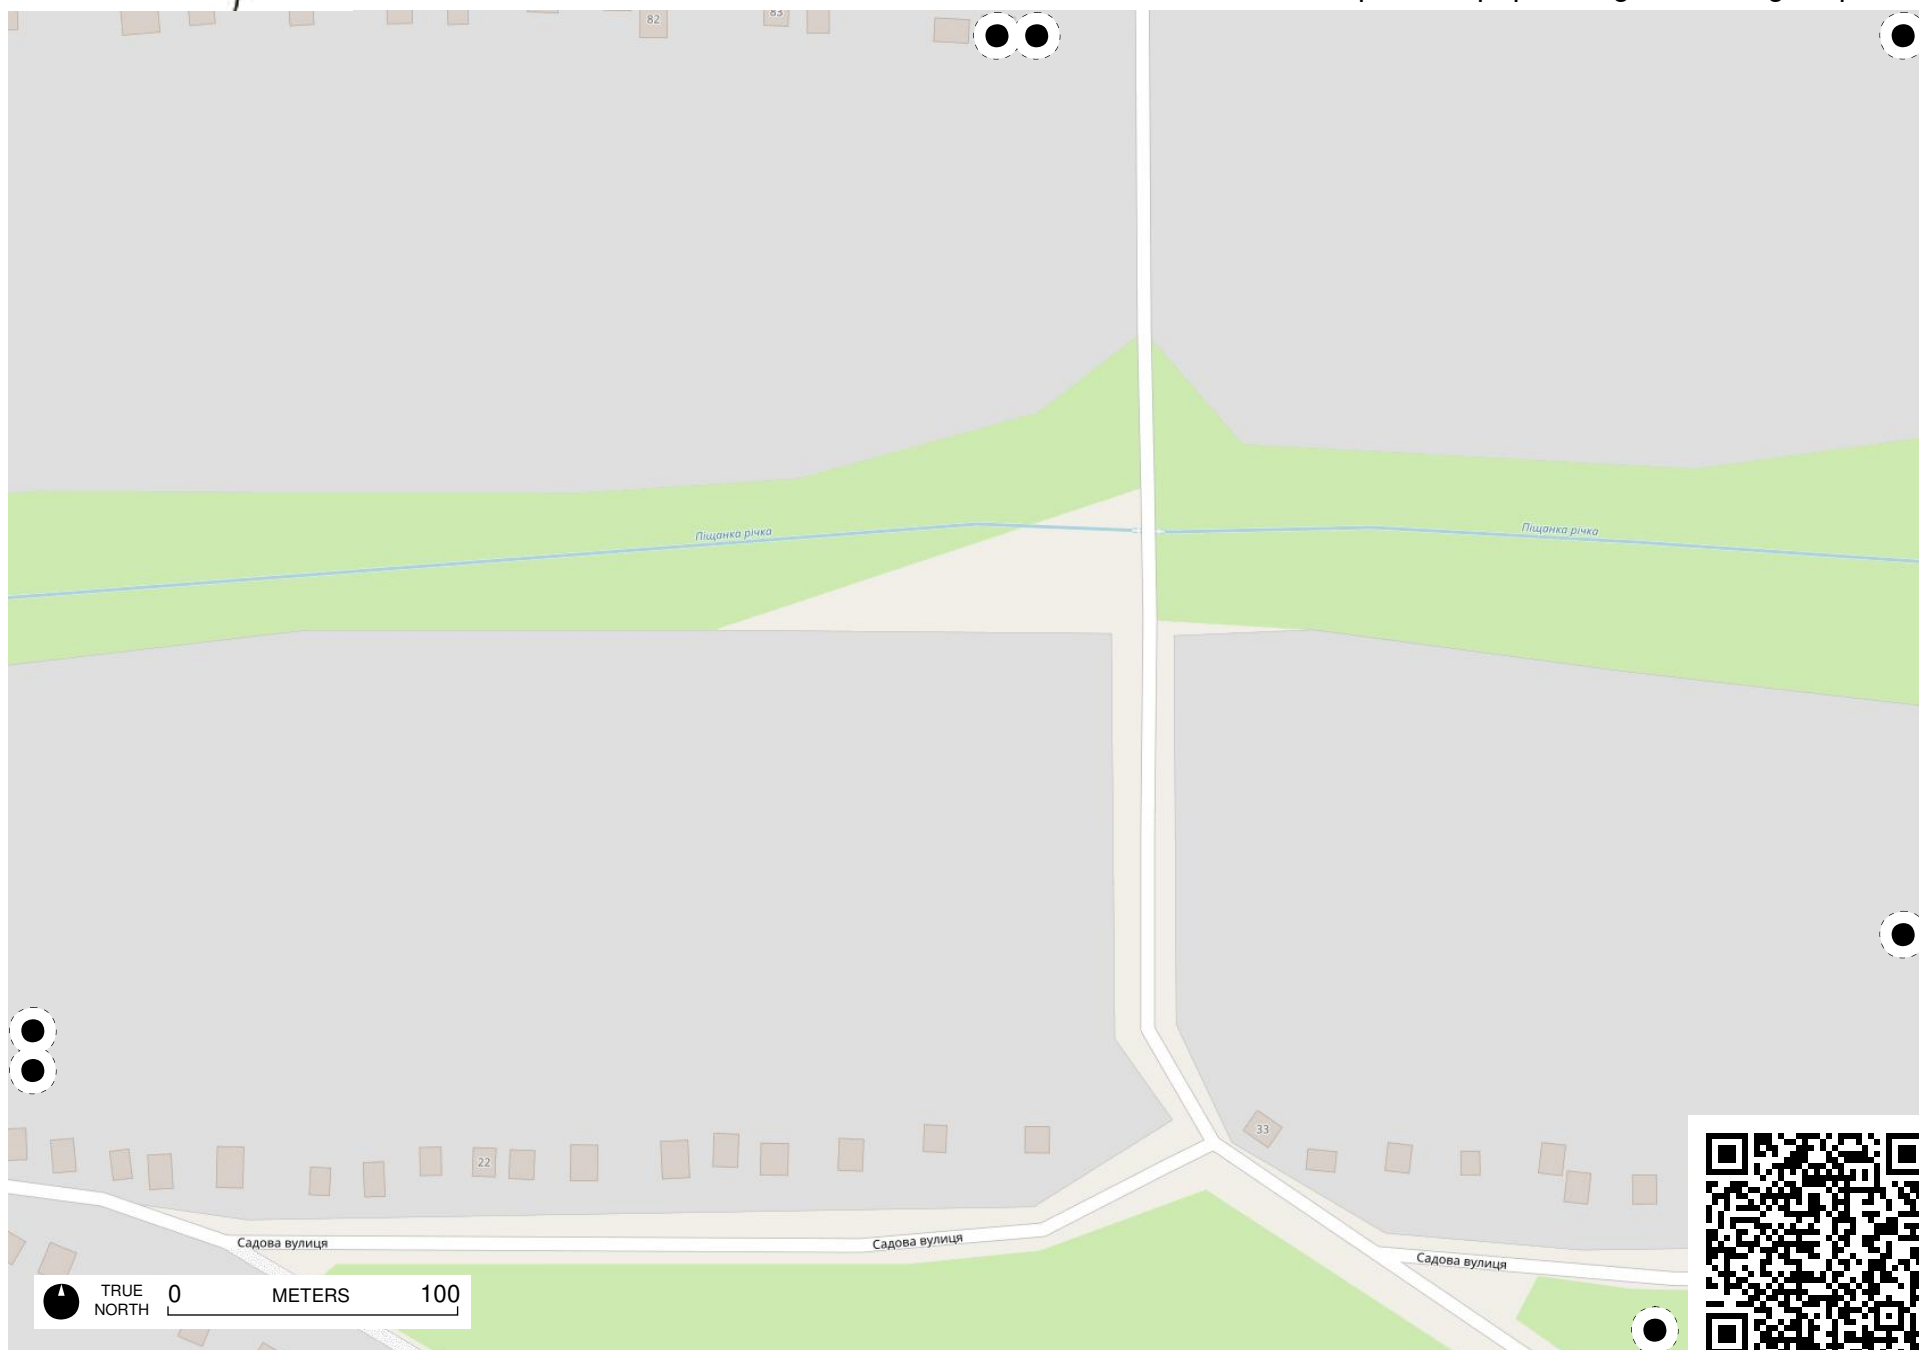 82
83
Піщанка річка
Піщанка річка
33
22
Садова вулиця
Садова вулиця
Садова вулиця
TRUE NORTH
0 METERS 100